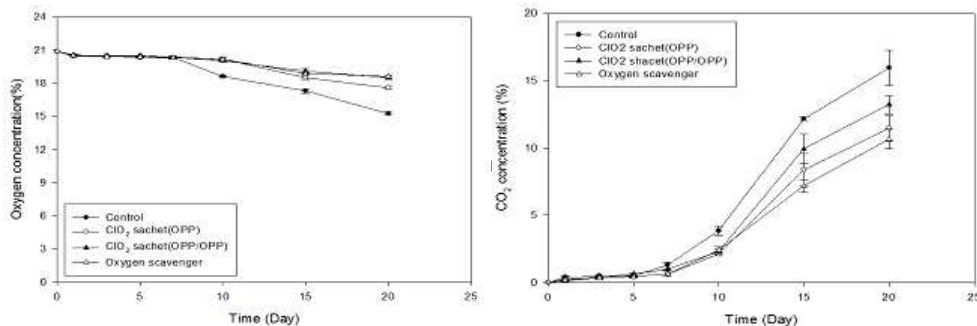 Oxygen concentration(%)
24
21
18
15
12
9
6
3
0
Control
ClO2 sachet(OPP)
ClO2 sachet(OPP/OPP)
Oxygen scavenger
0 5 10 15 20 25
Time (Day)
CO2 concentration (%)
20
15
10
5
0
Control
ClO2 sachet(OPP)
ClO2 shacet(OPP/OPP)
Oxygen scavenger
0 5 10 15 20 25
Time (Day)